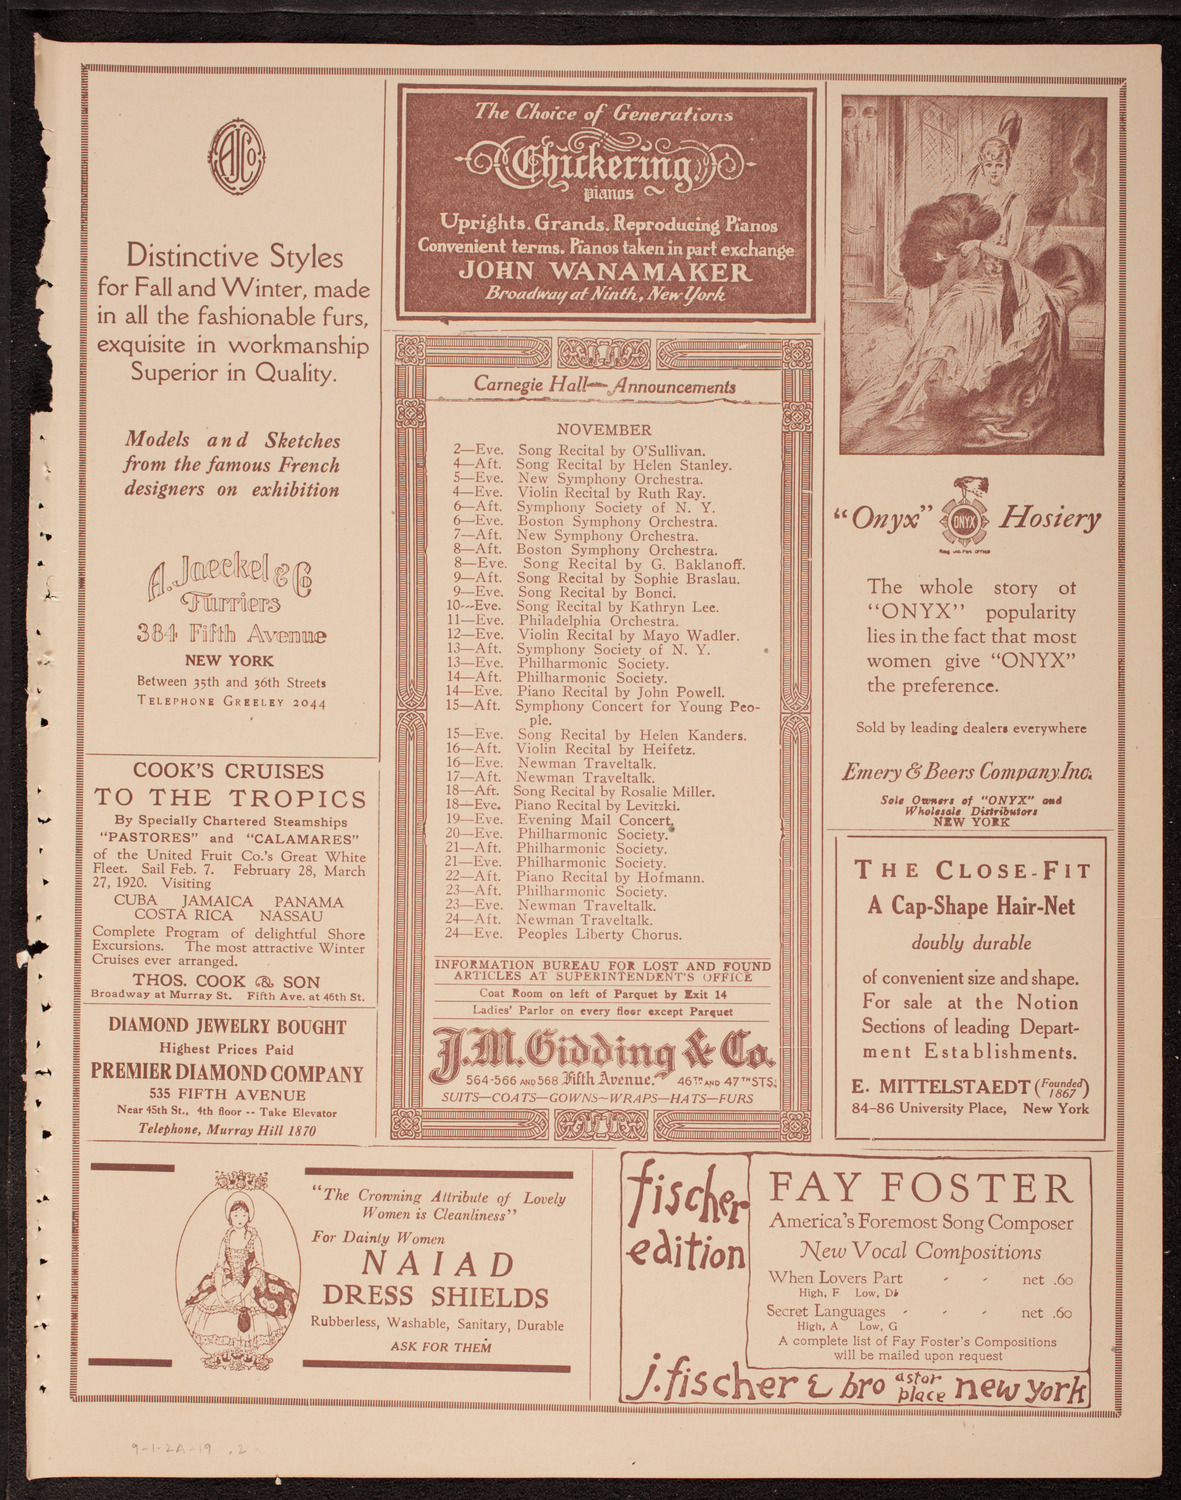 AJCo
Distinctive Styles
for Fall and Winter, made
in all the fashionable furs,
exquisite in workmanship
Superior in Quality.
Models and Sketches
from the famous French
designers on exhibition
A. Jaeckel & Co
Furriers
384 Fifth Avenue
NEW YORK
Between 35th and 36th Streets
TELEPHONE GREELEY 2044
COOK'S CRUISES
TO THE TROPICS
By Specially Chartered Steamships
"PASTORES" and "CALAMARES"
of the United Fruit Co.'s Great White
Fleet. Sail Feb. 7. February 28, March
27, 1920. Visiting
CUBA JAMAICA PANAMA
COSTA RICA NASSAU
Complete Program of delightful Shore
Excursions. The most attractive Winter
Cruises ever arranged.
THOS. COOK & SON
Broadway at Murray St. Fifth Ave. at 46th St.
DIAMOND JEWELRY BOUGHT
Highest Prices Paid
PREMIER DIAMOND COMPANY
535 FIFTH AVENUE
Near 45th St., 4th floor -- Take Elevator
Telephone, Murray Hill 1870
The Choice of Generations
Chickering
pianos
Uprights. Grands. Reproducing Pianos
Convenient terms. Pianos taken in part exchange
JOHN WANAMAKER
Broadway at Ninth, New York
Carnegie Hall—Announcements
NOVEMBER
2—Eve. Song Recital by O'Sullivan.
4—Aft. Song Recital by Helen Stanley.
5—Eve. New Symphony Orchestra.
4—Eve. Violin Recital by Ruth Ray.
6—Aft. Symphony Society of N. Y.
6—Eve. Boston Symphony Orchestra.
7—Aft. New Symphony Orchestra.
8—Aft. Boston Symphony Orchestra.
8—Eve. Song Recital by G. Baklanoff.
9—Aft. Song Recital by Sophie Braslau.
9—Eve. Song Recital by Bonci.
10--Eve. Song Recital by Kathryn Lee.
11—Eve. Philadelphia Orchestra.
12—Eve. Violin Recital by Mayo Wadler.
13—Aft. Symphony Society of N. Y.
13—Eve. Philharmonic Society.
14—Aft. Philharmonic Society.
14—Eve. Piano Recital by John Powell.
15—Aft. Symphony Concert for Young Peo-
ple.
15—Eve. Song Recital by Helen Kanders.
16—Aft. Violin Recital by Heifetz.
16—Eve. Newman Traveltalk.
17—Aft. Newman Traveltalk.
18—Aft. Song Recital by Rosalie Miller.
18—Eve. Piano Recital by Levitzki.
19—Eve. Evening Mail Concert.
20—Eve. Philharmonic Society.
21—Aft. Philharmonic Society.
21—Eve. Philharmonic Society.
22—Aft. Piano Recital by Hofmann.
23—Aft. Philharmonic Society.
23—Eve. Newman Traveltalk.
24—Aft. Newman Traveltalk.
24—Eve. Peoples Liberty Chorus.
INFORMATION BUREAU FOR LOST AND FOUND
ARTICLES AT SUPERINTENDENT'S OFFICE
Coat Room on left of Parquet by Exit 14
Ladies' Parlor on every floor except Parquet
J.M. Gidding & Co.
564-566 AND 568 Fifth Avenue. 46TH AND 47TH STS.
SUITS—COATS—GOWNS—WRAPS—HATS—FURS
"Onyx" ONYX Hosiery
Reg. U.S. Pat. Office
The whole story of
"ONYX" popularity
lies in the fact that most
women give "ONYX"
the preference.
Sold by leading dealers everywhere
Emery & Beers Company. Inc.
Sole Owners of "ONYX" and
Wholesale Distributors
NEW YORK
THE CLOSE-FIT
A Cap-Shape Hair-Net
doubly durable
of convenient size and shape.
For sale at the Notion
Sections of leading Depart-
ment Establishments.
E. MITTELSTAEDT (Founded 1867)
84-86 University Place, New York
"The Crowning Attribute of Lovely
Women is Cleanliness"
For Dainty Women
NAIAD
DRESS SHIELDS
Rubberless, Washable, Sanitary, Durable
ASK FOR THEM
fischer
edition
FAY FOSTER
America's Foremost Song Composer
New Vocal Compositions
When Lovers Part - - net .60
High, F Low, D♭
Secret Languages - - - net .60
High, A Low, G
A complete list of Fay Foster's Compositions
will be mailed upon request
j. fischer & bro astor place new york
9-1-2A-19 .2